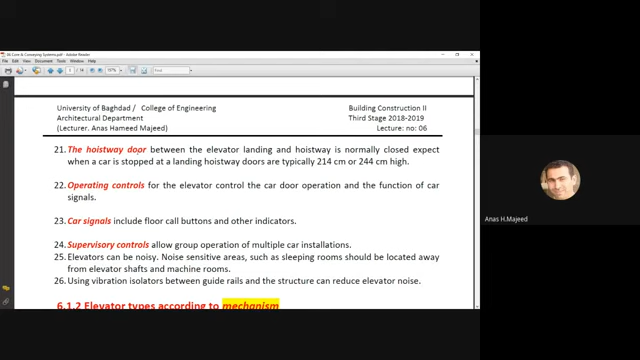 06 Core & Conveying Systems.pdf - Adobe Reader
File Edit View Document Tools Window Help
Find
University of Baghdad / College of Engineering
Building Construction II
Architectural Department
Third Stage 2018-2019
(Lecturer. Anas Hameed Majeed)
Lecture: no: 06
21. The hoistway door between the elevator landing and hoistway is normally closed expect
when a car is stopped at a landing hoistway doors are typically 214 cm or 244 cm high.
22. Operating controls for the elevator control the car door operation and the function of car
signals.
23. Car signals include floor call buttons and other indicators.
24. Supervisory controls allow group operation of multiple car installations.
25. Elevators can be noisy. Noise sensitive areas, such as sleeping rooms should be located away
from elevator shafts and machine rooms.
26. Using vibration isolators between guide rails and the structure can reduce elevator noise.
6.1.2 Elevator types according to mechanism
Anas H.Majeed